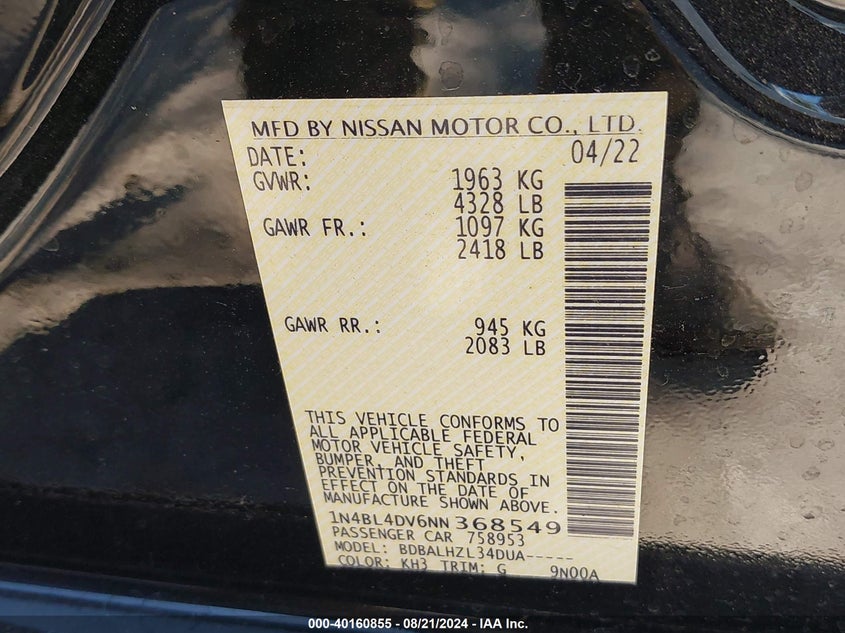 MFD BY NISSAN MOTOR CO., LTD.
DATE: 04/22
GVWR: 1963 KG
4328 LB
GAWR FR.: 1097 KG
2418 LB
GAWR RR.: 945 KG
2083 LB
THIS VEHICLE CONFORMS TO
ALL APPLICABLE FEDERAL
MOTOR VEHICLE SAFETY,
BUMPER, AND THEFT
PREVENTION STANDARDS IN
EFFECT ON THE DATE OF
MANUFACTURE SHOWN ABOVE.
1N4BL4DV6NN368549
PASSENGER CAR 758953
MODEL: BDBALHZL34DUA-----
COLOR: KH3 TRIM: G 9N00A
000-40160855 - 08/21/2024 - IAA Inc.